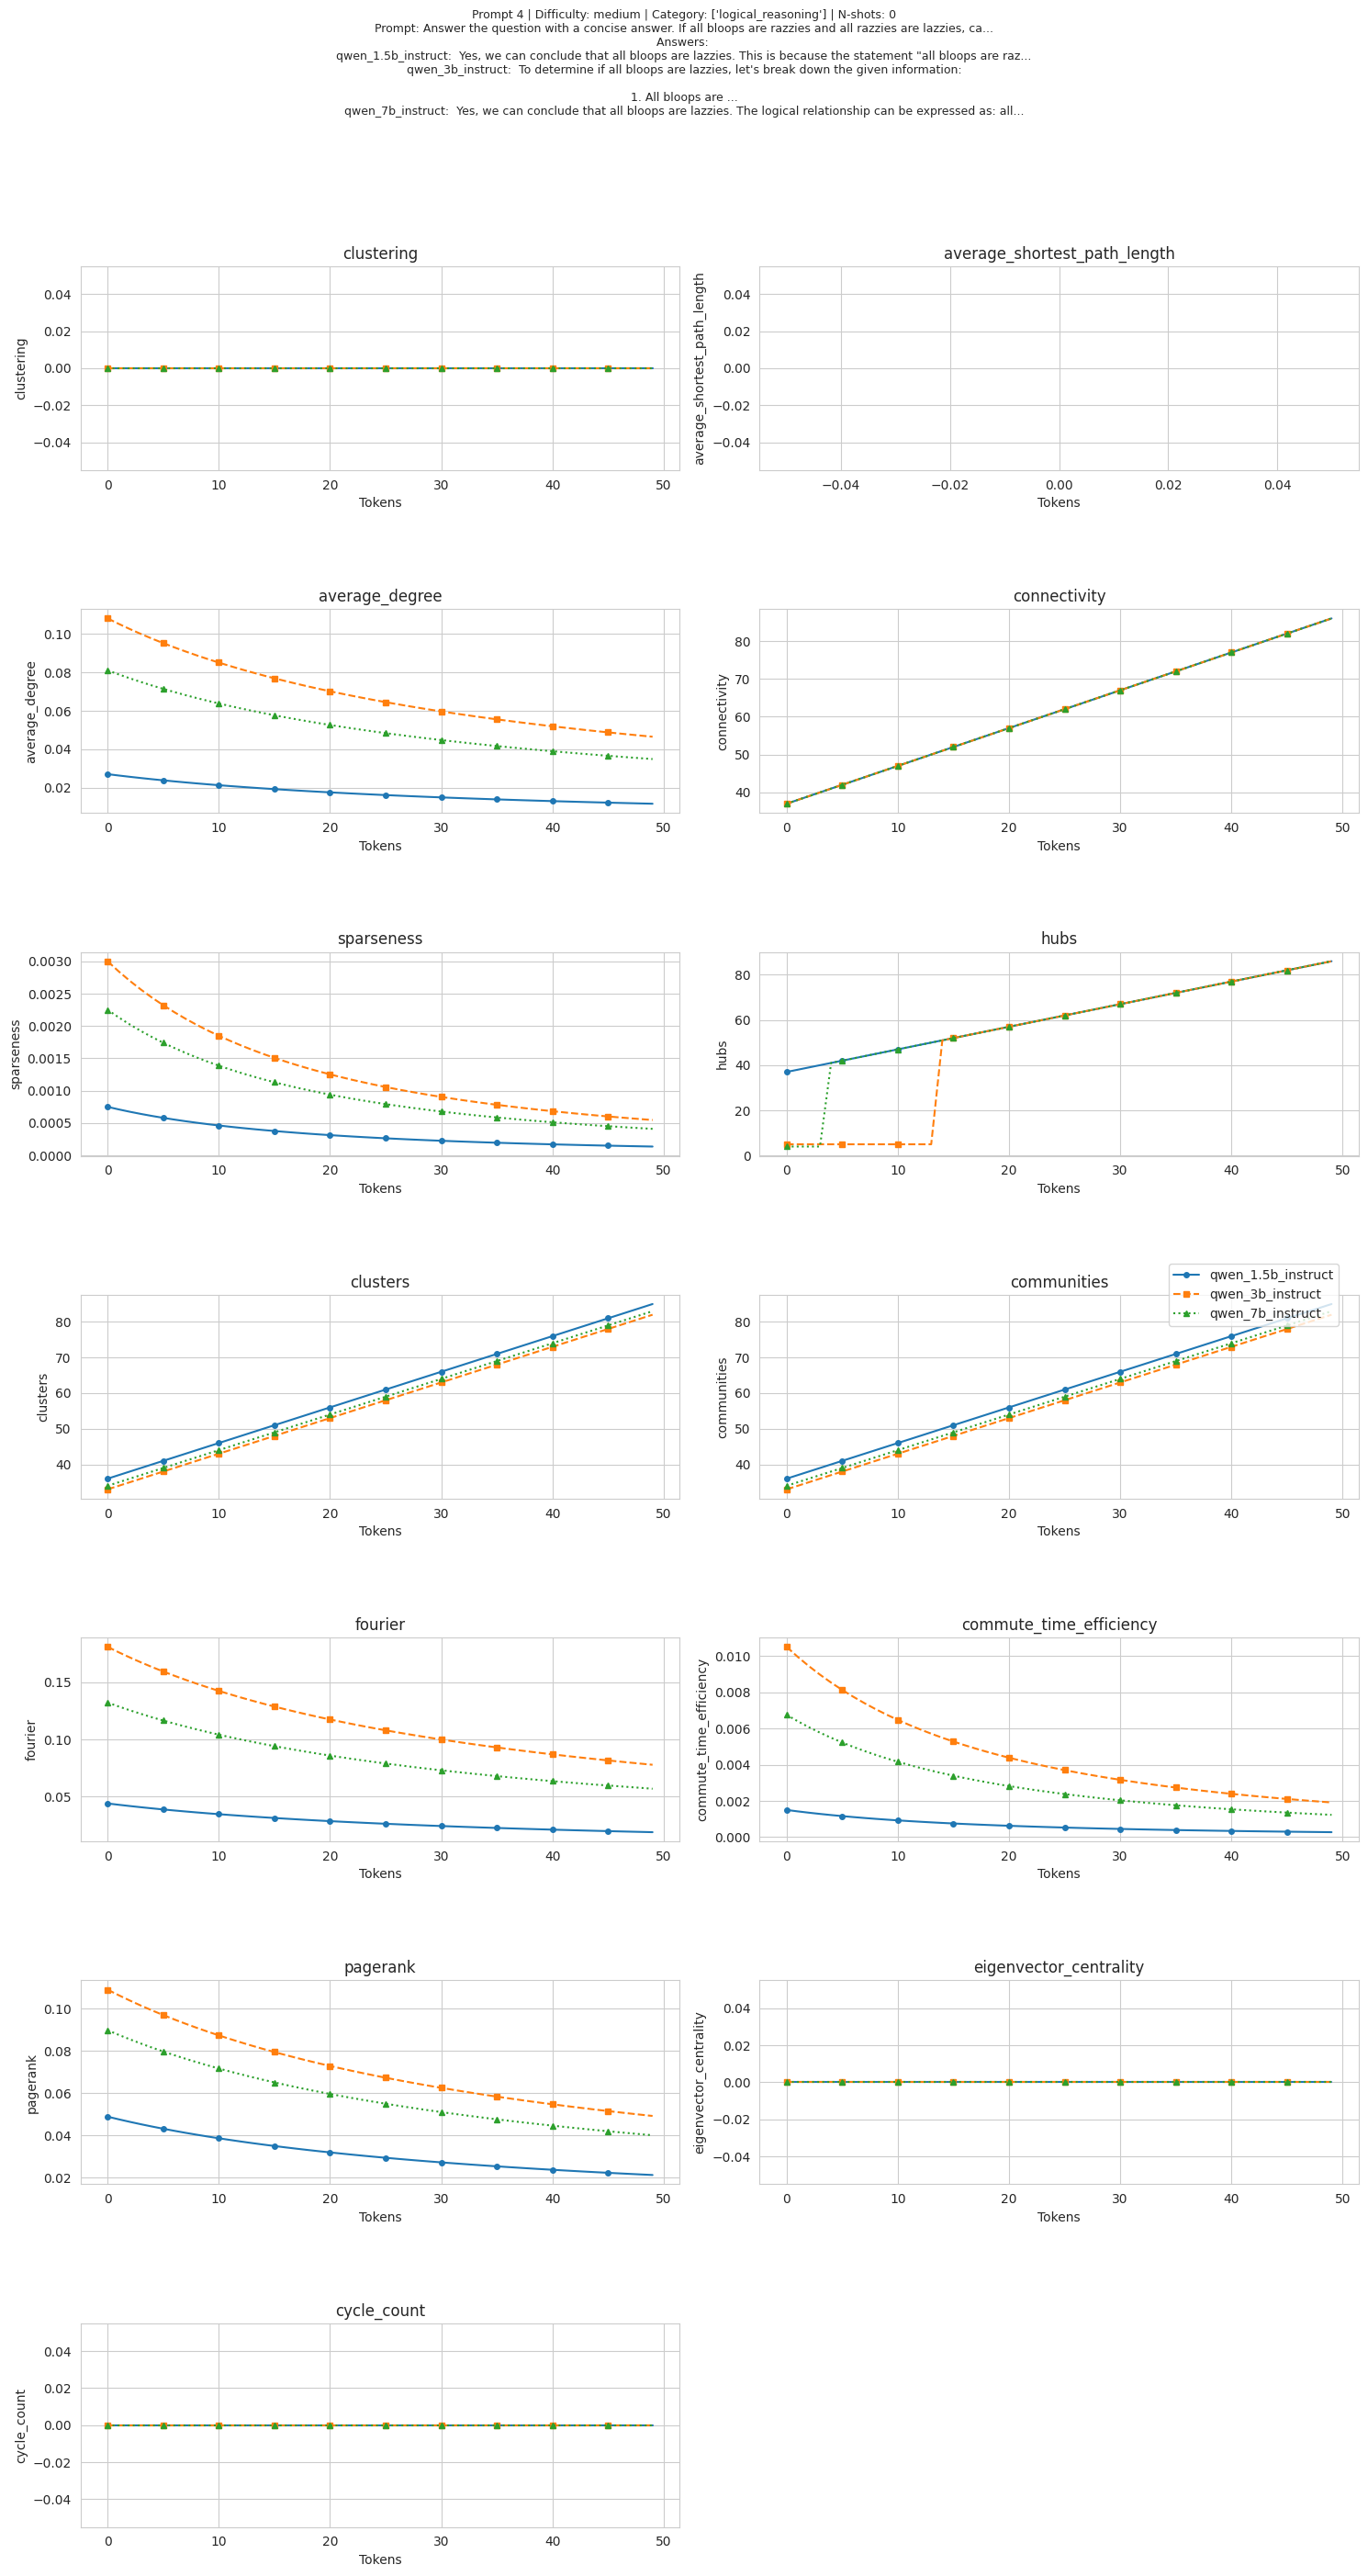 Prompt 4 | Difficulty: medium | Category: ['logical_reasoning'] | N-shots: 0
Prompt: Answer the question with a concise answer. If all bloops are razzies and all razzies are lazzies, ca...
Answers:
qwen_1.5b_instruct:  Yes, we can conclude that all bloops are lazzies. This is because the statement "all bloops are raz...
qwen_3b_instruct:  To determine if all bloops are lazzies, let's break down the given information:
1. All bloops are ...
qwen_7b_instruct:  Yes, we can conclude that all bloops are lazzies. The logical relationship can be expressed as: all...
clustering
0.04
0.02
0.00
−0.02
−0.04
clustering
0 10 20 30 40 50
Tokens
average_shortest_path_length
0.04
0.02
0.00
−0.02
−0.04
average_shortest_path_length
−0.04 −0.02 0.00 0.02 0.04
Tokens
average_degree
0.10
0.08
0.06
0.04
0.02
average_degree
0 10 20 30 40 50
Tokens
connectivity
80
70
60
50
40
connectivity
0 10 20 30 40 50
Tokens
sparseness
0.0030
0.0025
0.0020
0.0015
0.0010
0.0005
0.0000
sparseness
0 10 20 30 40 50
Tokens
hubs
80
60
40
20
0
hubs
0 10 20 30 40 50
Tokens
clusters
80
70
60
50
40
clusters
0 10 20 30 40 50
Tokens
communities
qwen_1.5b_instruct
qwen_3b_instruct
qwen_7b_instruct
80
70
60
50
40
communities
0 10 20 30 40 50
Tokens
fourier
0.15
0.10
0.05
fourier
0 10 20 30 40 50
Tokens
commute_time_efficiency
0.010
0.008
0.006
0.004
0.002
0.000
commute_time_efficiency
0 10 20 30 40 50
Tokens
pagerank
0.10
0.08
0.06
0.04
0.02
pagerank
0 10 20 30 40 50
Tokens
eigenvector_centrality
0.04
0.02
0.00
−0.02
−0.04
eigenvector_centrality
0 10 20 30 40 50
Tokens
cycle_count
0.04
0.02
0.00
−0.02
−0.04
cycle_count
0 10 20 30 40 50
Tokens